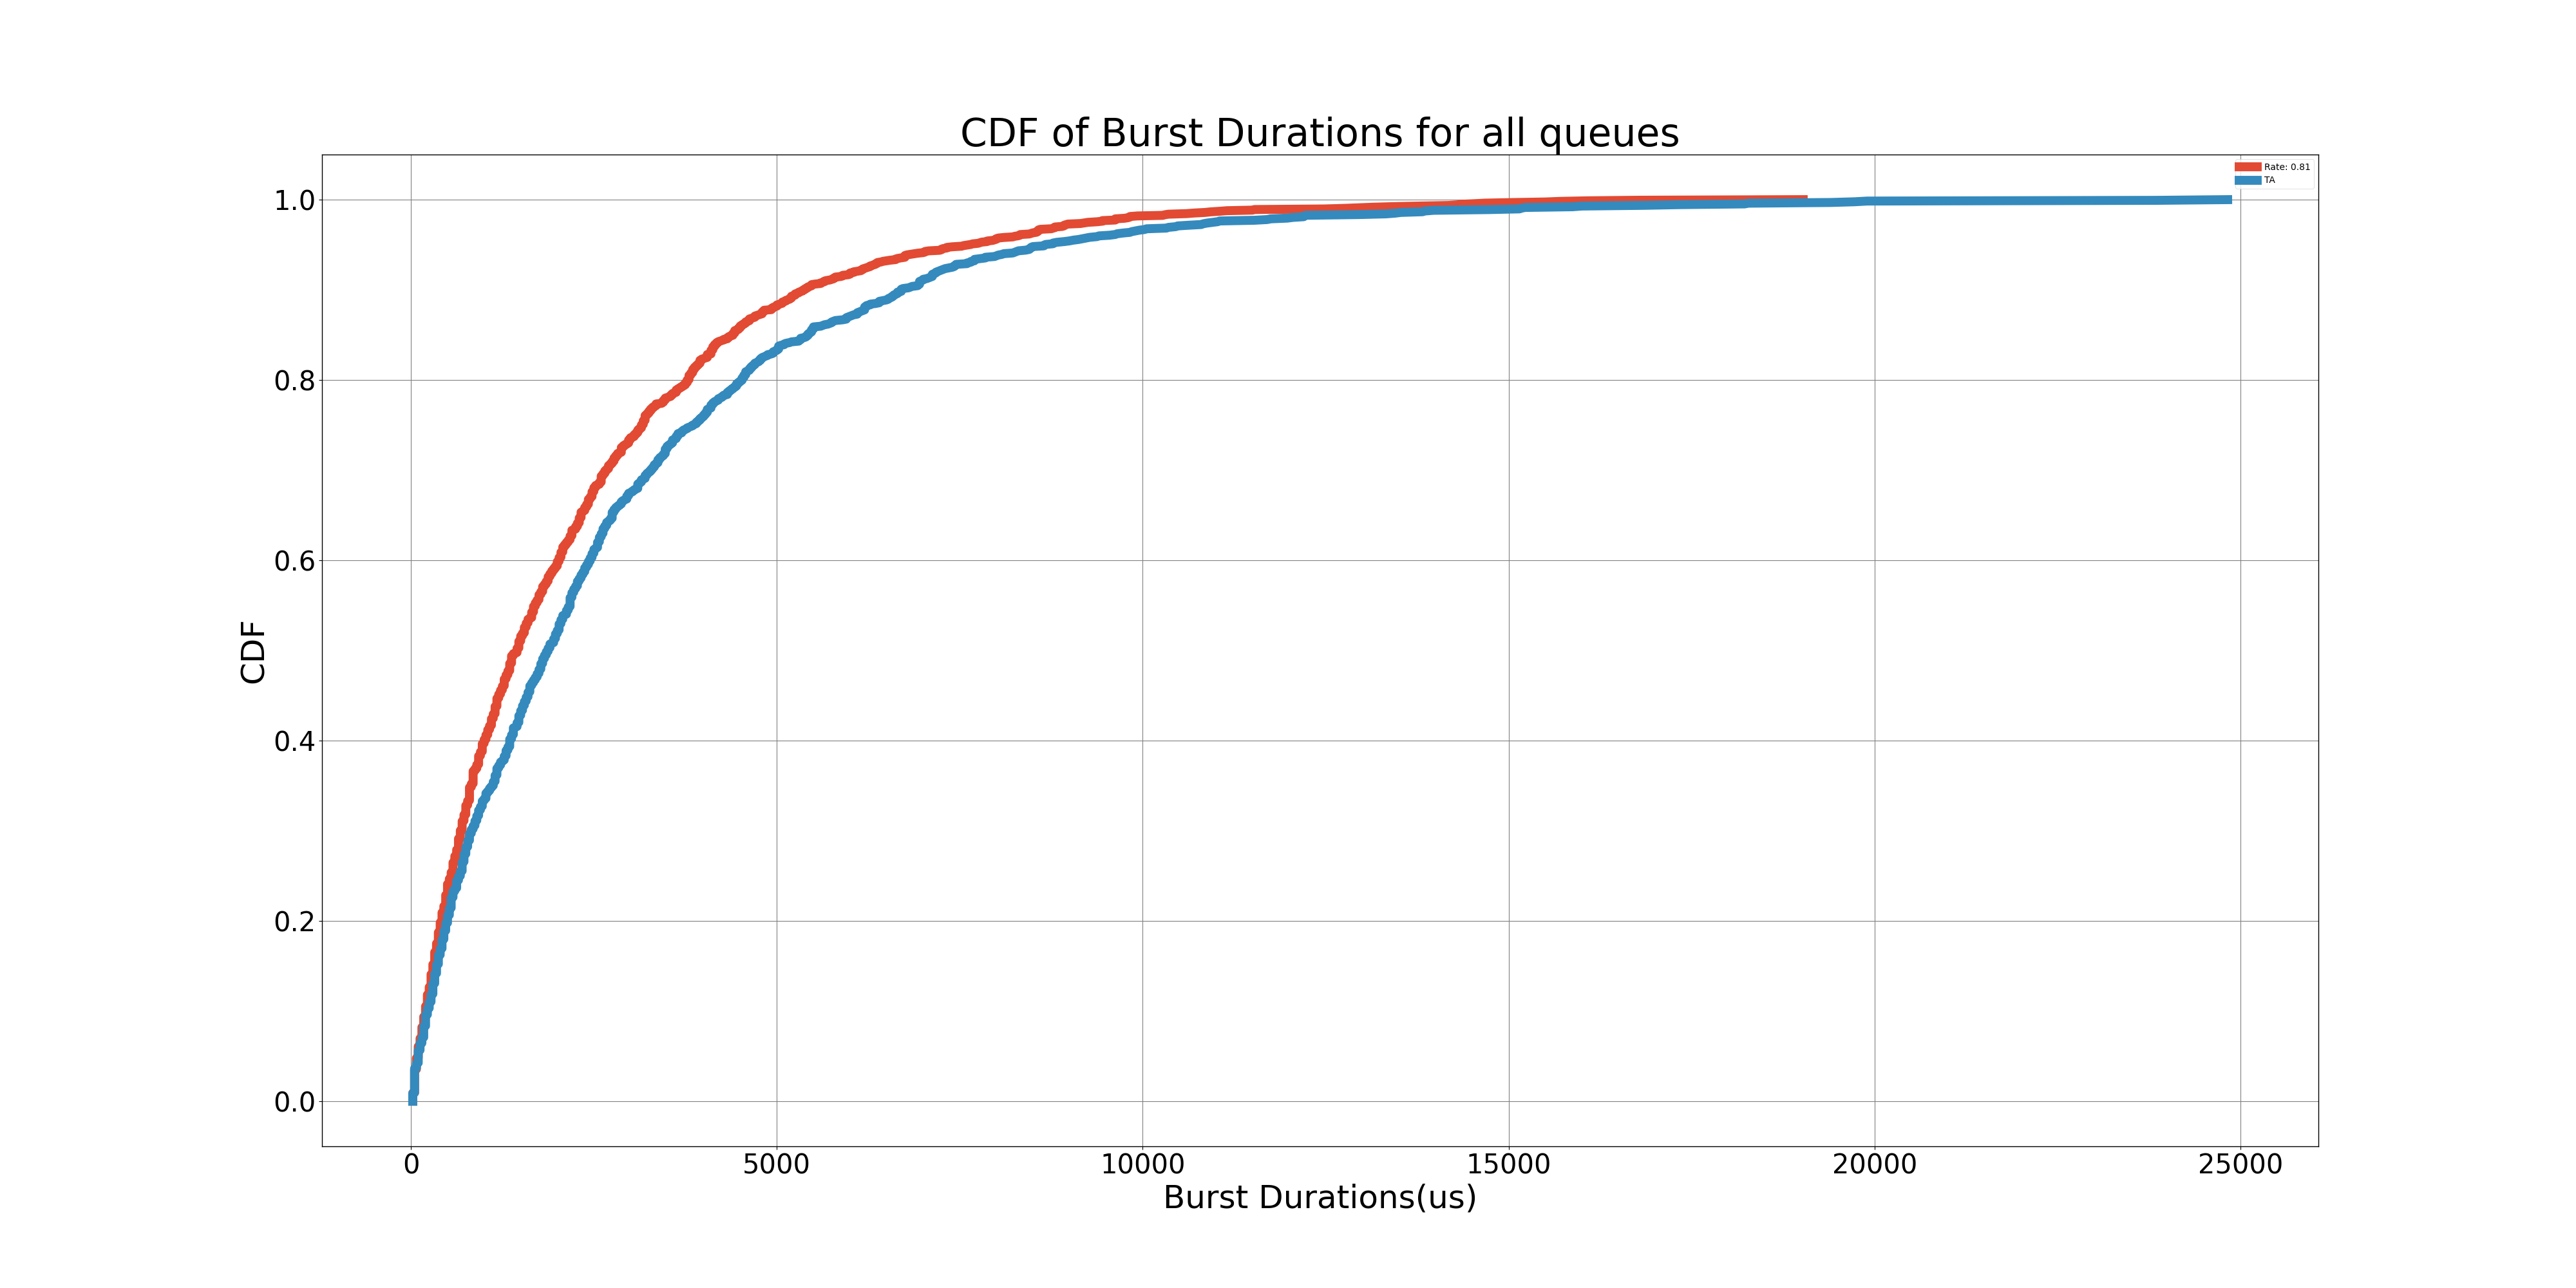 CDF of Burst Durations for all queues
Rate: 0.81
TA
1.0
0.8
0.6
0.4
0.2
0.0
CDF
0 5000 10000 15000 20000 25000
Burst Durations(us)